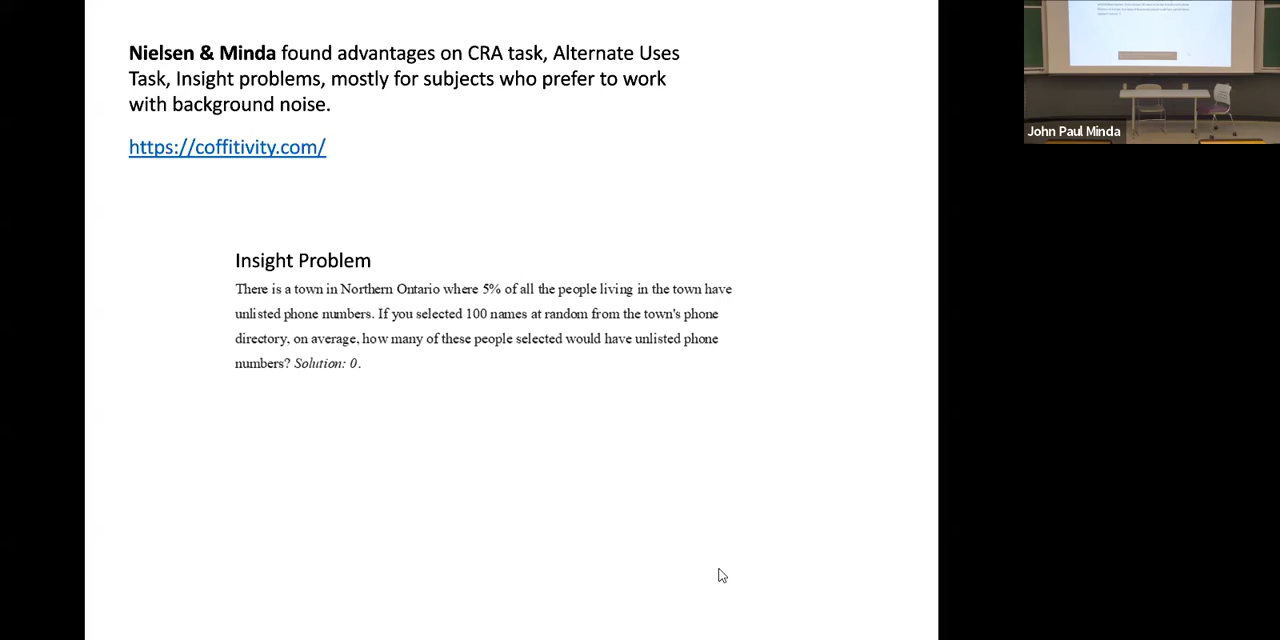 Nielsen & Minda found advantages on CRA task, Alternate Uses
Task, Insight problems, mostly for subjects who prefer to work
with background noise.
https://coffitivity.com/
Insight Problem
There is a town in Northern Ontario where 5% of all the people living in the town have
unlisted phone numbers. If you selected 100 names at random from the town's phone
directory, on average, how many of these people selected would have unlisted phone
numbers? Solution: 0.
John Paul Minda